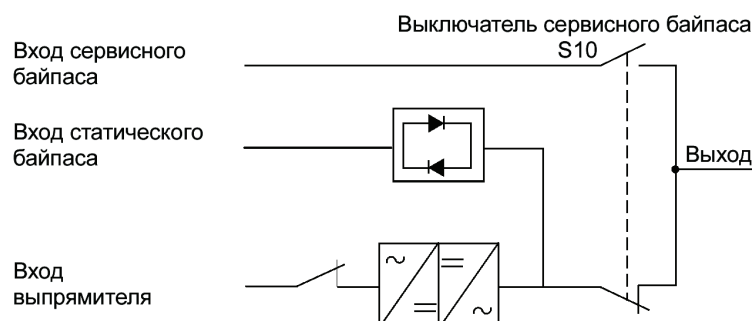 Выключатель сервисного байпаса
S10
Вход сервисного
байпаса
Вход статического
байпаса
Выход
Вход
выпрямителя